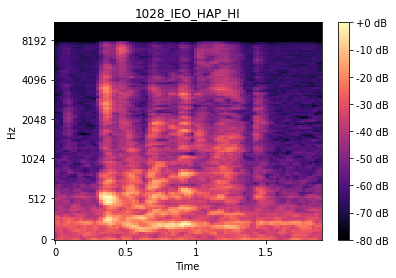 1028_IEO_HAP_HI
+0 dB
8192
-10 dB
4096
-20 dB
-30 dB
2048
-40 dB
Hz
1024
-50 dB
512
-60 dB
-70 dB
0
-80 dB
0 0.5 1 1.5
Time